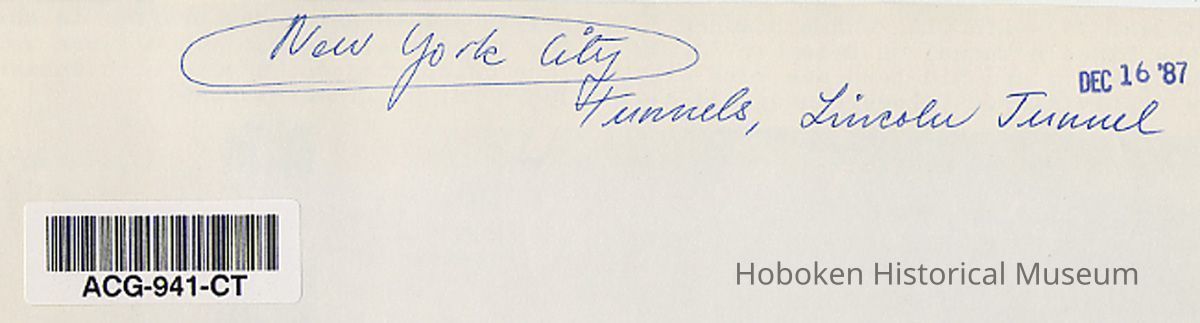 New York City
DEC 16 '87
Tunnels, Lincoln Tunnel
ACG-941-CT
Hoboken Historical Museum